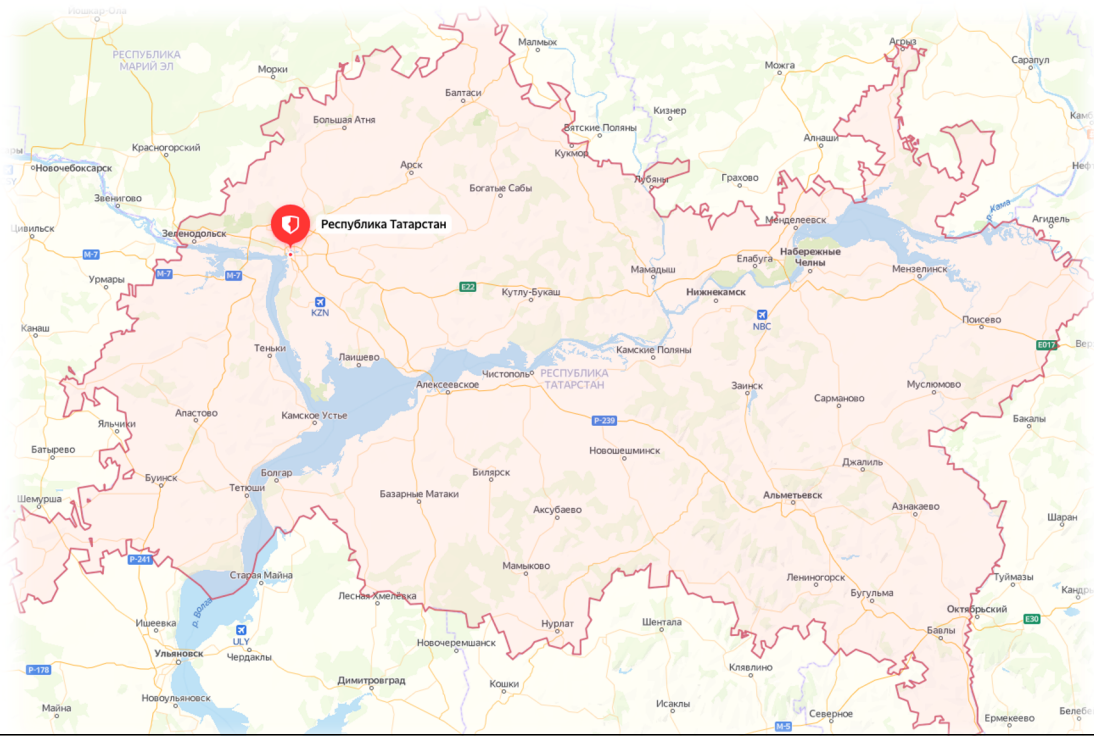 Йошкар-Ола
РЕСПУБЛИКА
МАРИЙ ЭЛ
Морки
Малмыж
Можга
Агрыз
Сарапул
Балтаси
Большая Атня
Кизнер
Вятские Поляны
Кукмор
Алнаши
Камб
Красногорский
Новочебоксарск
Арск
Богатые Сабы
Лубяны
Грахово
Нефт
Звенигово
Республика Татарстан
Зеленодольск
Цивильск
Менделеевск
р. Кама
Агидель
М-7
М-7
М-7
Урмары
Мамадыш
Елабуга
Набережные
Челны
Мензелинск
E22
Кутлу-Букаш
Нижнекамск
KZN
NBC
Поисево
Канаш
E017
Вер
Теньки
Лаишево
Камские Поляны
Чистополь
РЕСПУБЛИКА
ТАТАРСТАН
Алексеевское
Заинск
Муслюмово
Сарманово
Апастово
Камское Устье
Р-239
Бакалы
Яльчики
Батырево
Новошешминск
Джалиль
Буинск
Болгар
Билярск
Тетюши
Базарные Матаки
Альметьевск
Шемурша
Аксубаево
Азнакаево
Шаран
Р-241
Мамыково
Старая Майна
Лениногорск
Туймазы
Бугульма
Кандр
Лесная Хмелёвка
р. Волга
Октябрьский
E30
Ишеевка
ULY
Нурлат
Шентала
Бавлы
Новочеремшанск
Ульяновск
Чердаклы
Р-178
Клявлино
Димитровград
Кошки
Новоульяновск
Майна
Исаклы
Северное
М-5
Ермекеево
Белебе